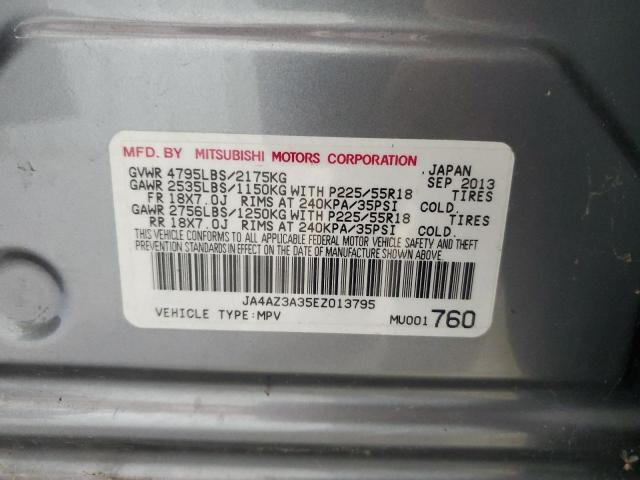 MFD. BY MITSUBISHI MOTORS CORPORATION
GVWR 4795LBS/2175KG JAPAN SEP 2013
GAWR 2535LBS/1150KG WITH P225/55R18 TIRES
FR 18X7.0J RIMS AT 240KPA/35PSI COLD.
GAWR 2756LBS/1250KG WITH P225/55R18 TIRES
RR 18X7.0J RIMS AT 240KPA/35PSI COLD.
THIS VEHICLE CONFORMS TO ALL APPLICABLE FEDERAL MOTOR VEHICLE SAFETY AND THEFT
PREVENTION STANDARDS IN EFFECT ON THE DATE OF MANUFACTURE SHOWN ABOVE.
JA4AZ3A35EZ013795
VEHICLE TYPE:MPV MU001760